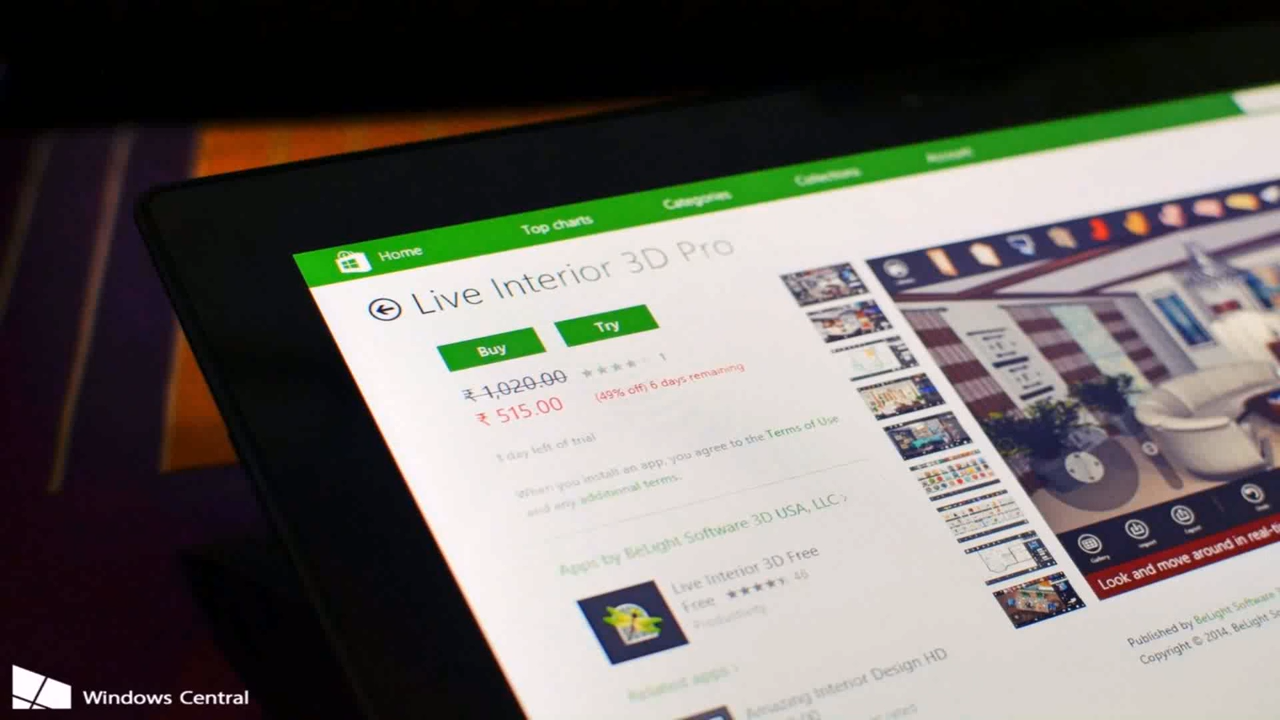 Home
Top charts
Categories
Collections
Account
Live Interior 3D Pro
Buy
Try
₹ 1,020.00
1
₹ 515.00
(49% off) 6 days remaining
1 day left of trial
When you install an app, you agree to the Terms of Use
and any additional terms.
Apps by BeLight Software 3D USA, LLC ›
Live Interior 3D Free
Free
46
Productivity
Related apps ›
Amazing Interior Design HD
Look and move around in real-ti
Published by BeLight Software
Copyright © 2014, BeLight So
Windows Central